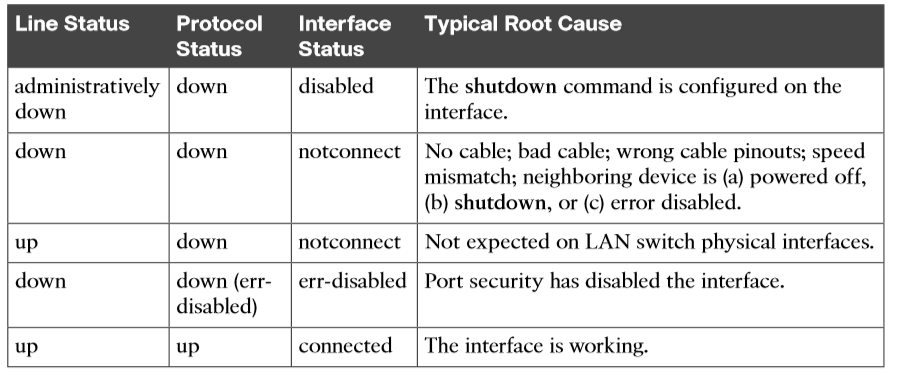 Line Status Protocol Status Interface Status Typical Root Cause
administratively down down disabled The shutdown command is configured on the interface.
down down notconnect No cable; bad cable; wrong cable pinouts; speed mismatch; neighboring device is (a) powered off, (b) shutdown, or (c) error disabled.
up down notconnect Not expected on LAN switch physical interfaces.
down down (err-disabled) err-disabled Port security has disabled the interface.
up up connected The interface is working.